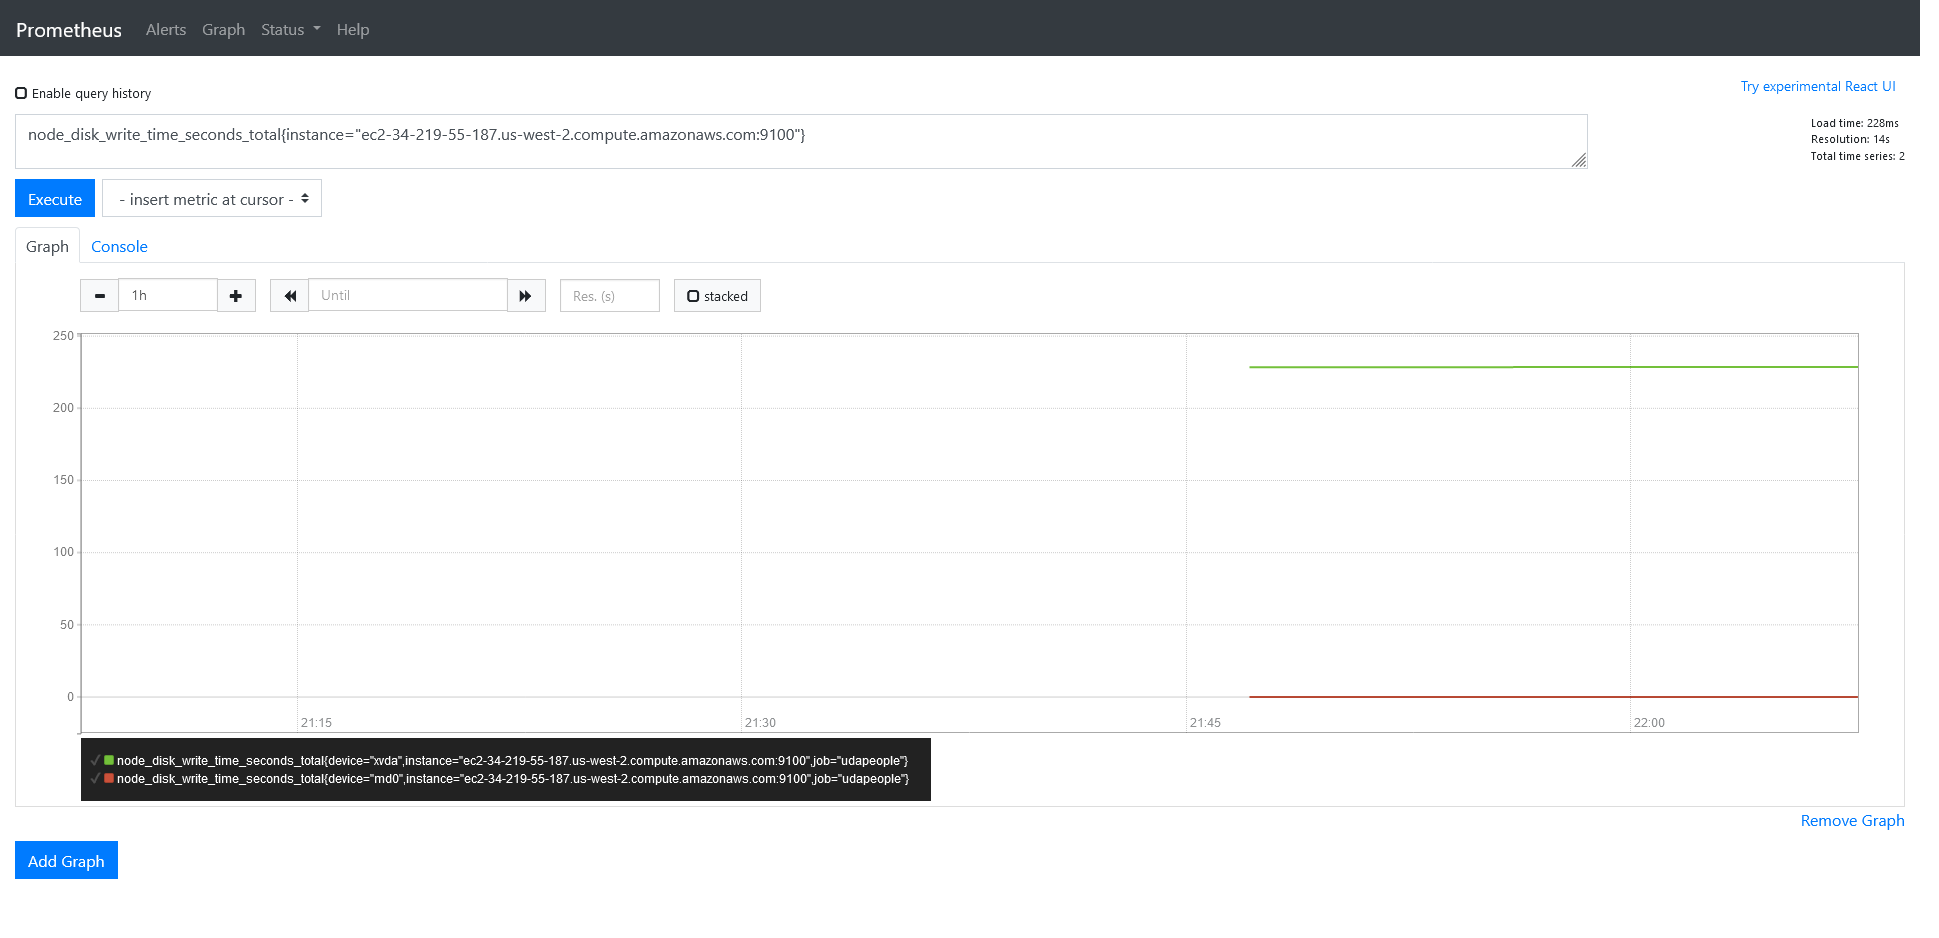 Prometheus Alerts Graph Status Help
Try experimental React UI
Enable query history
node_disk_write_time_seconds_total{instance="ec2-34-219-55-187.us-west-2.compute.amazonaws.com:9100"}
Load time: 228ms
Resolution: 14s
Total time series: 2
Execute - insert metric at cursor -
Graph Console
1h Until Res. (s) stacked
250
200
150
100
50
0
21:15 21:30 21:45 22:00
node_disk_write_time_seconds_total{device="xvda",instance="ec2-34-219-55-187.us-west-2.compute.amazonaws.com:9100",job="udapeople"}
node_disk_write_time_seconds_total{device="md0",instance="ec2-34-219-55-187.us-west-2.compute.amazonaws.com:9100",job="udapeople"}
Remove Graph
Add Graph